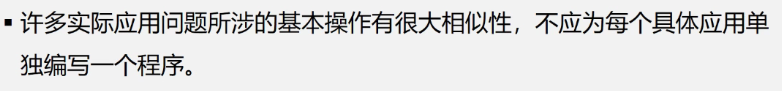 ▪ 许多实际应用问题所涉的基本操作有很大相似性，不应为每个具体应用单
独编写一个程序。